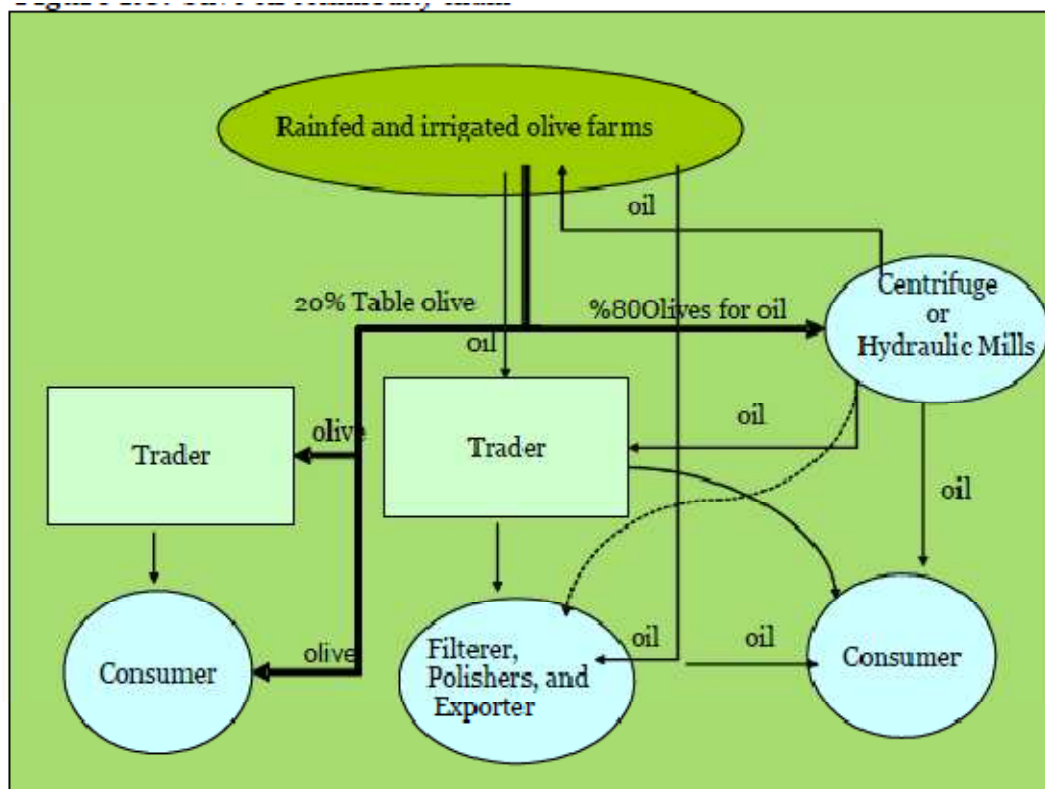 Rainfed and irrigated olive farms
oil
Centrifuge
or
Hydraulic Mills
20% Table olive
%80Olives for oil
oil
olive
Trader
Trader
oil
oil
Consumer
olive
Filterer,
Polishers, and
Exporter
oil
oil
Consumer